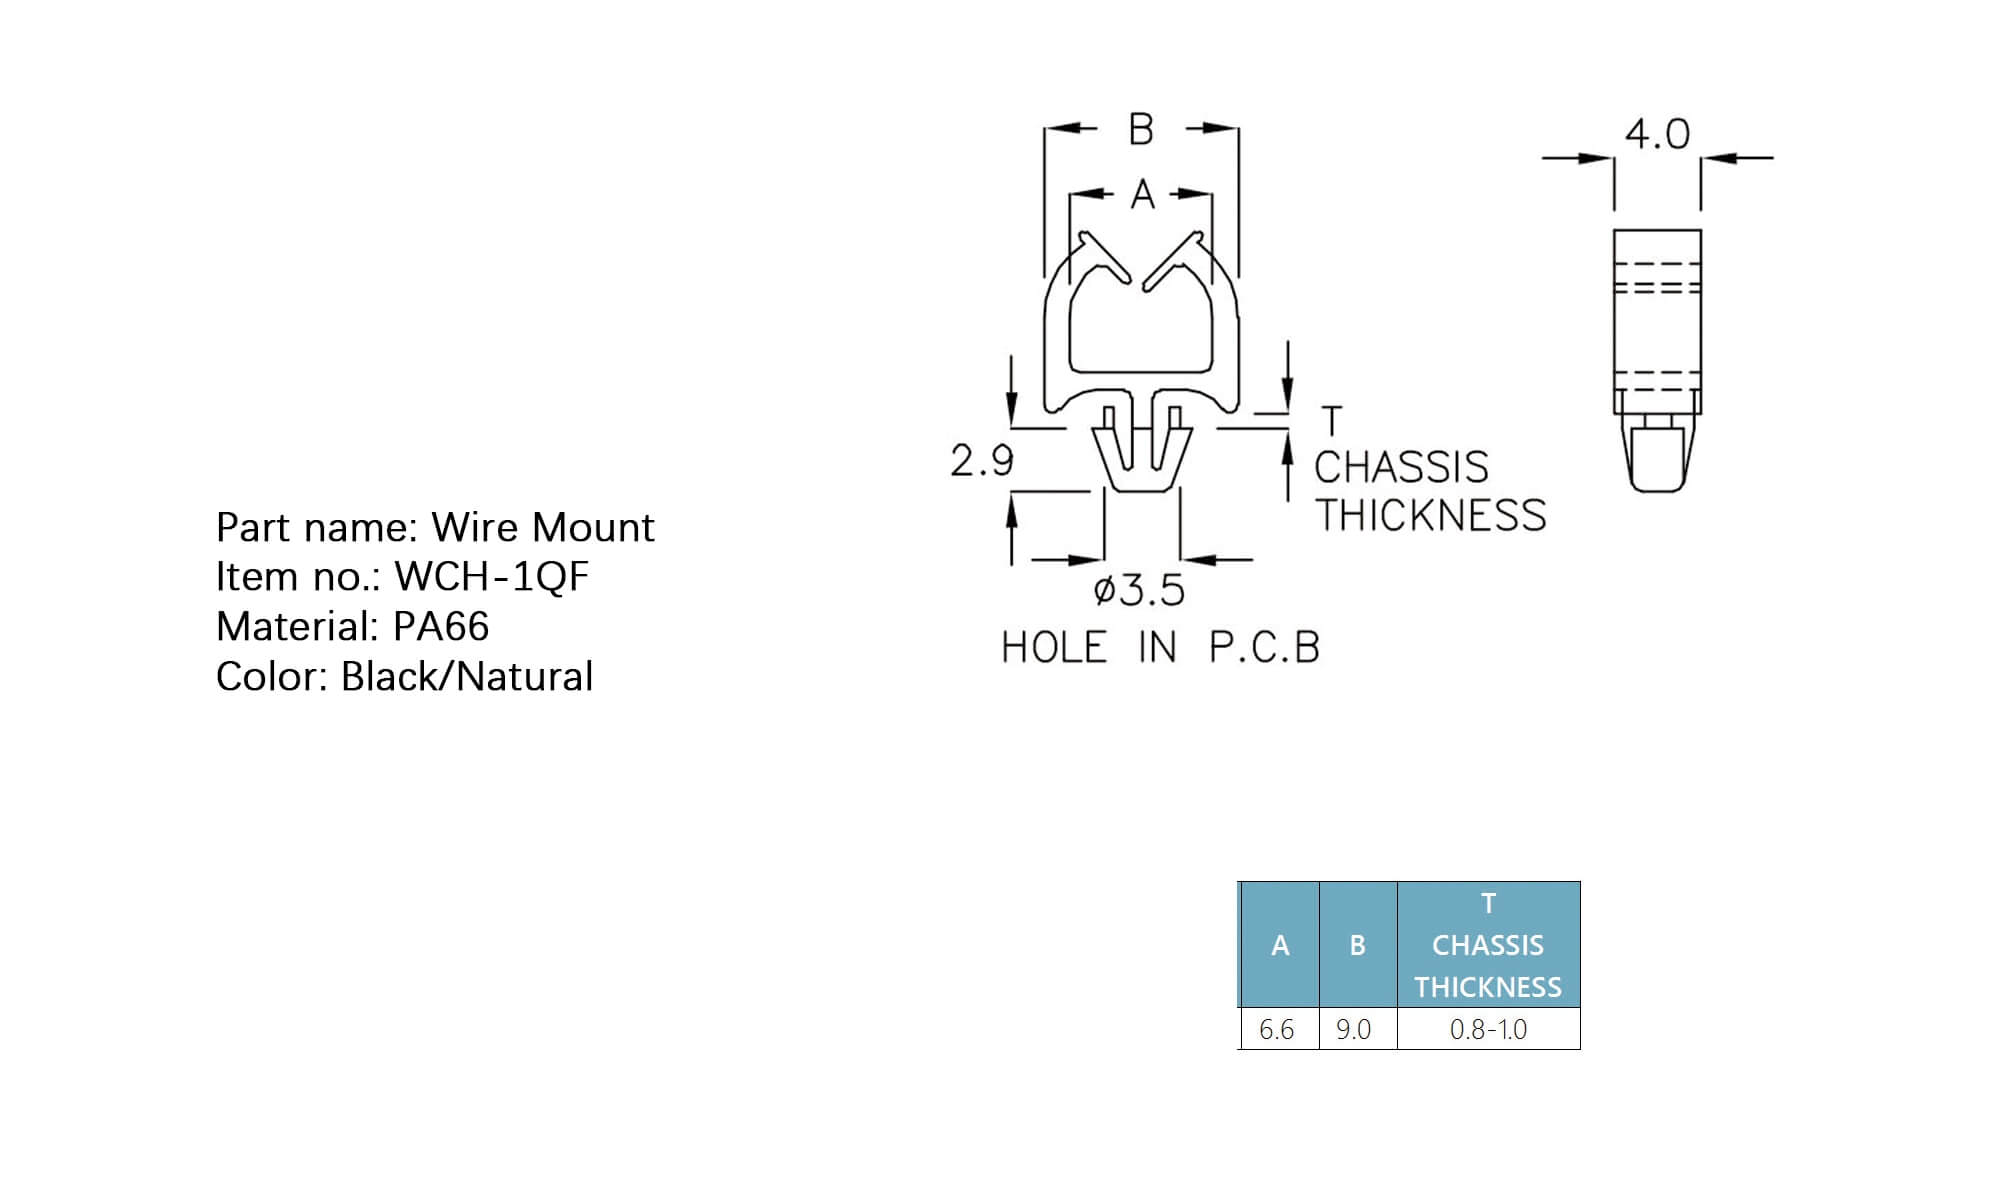 Part name: Wire Mount
Item no.: WCH-1QF
Material: PA66
Color: Black/Natural
B
A
4.0
2.9
T
CHASSIS
THICKNESS
ø3.5
HOLE IN P.C.B
A B T CHASSIS THICKNESS
6.6 9.0 0.8-1.0